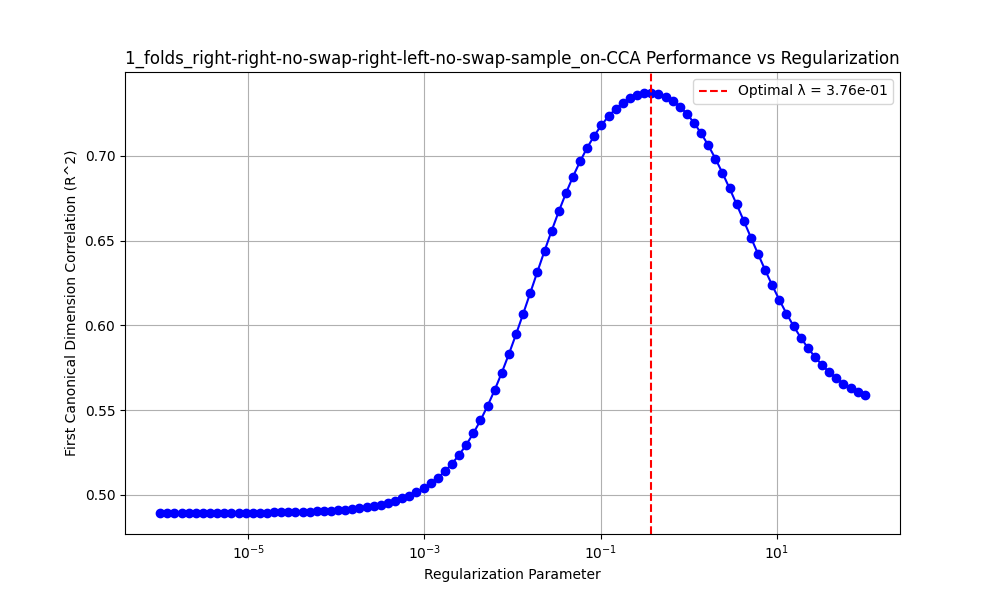 1_folds_right-right-no-swap-right-left-no-swap-sample_on-CCA Performance vs Regularization
Optimal λ = 3.76e-01
First Canonical Dimension Correlation (R^2)
0.70
0.65
0.60
0.55
0.50
10⁻⁵ 10⁻³ 10⁻¹ 10¹
Regularization Parameter